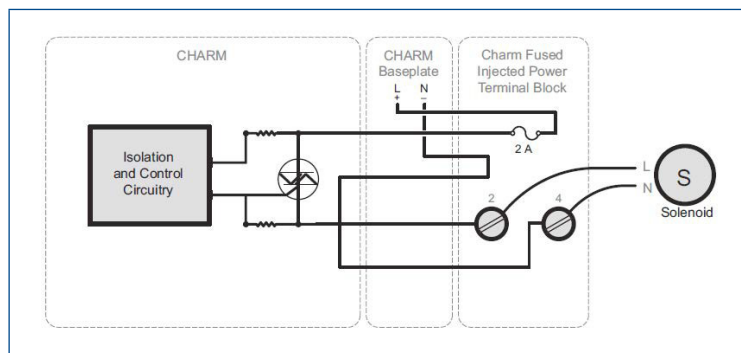 CHARM
CHARM
Baseplate
L N
+ –
Charm Fused
Injected Power
Terminal Block
2 A
Isolation
and Control
Circuitry
2
4
L
N
S
Solenoid